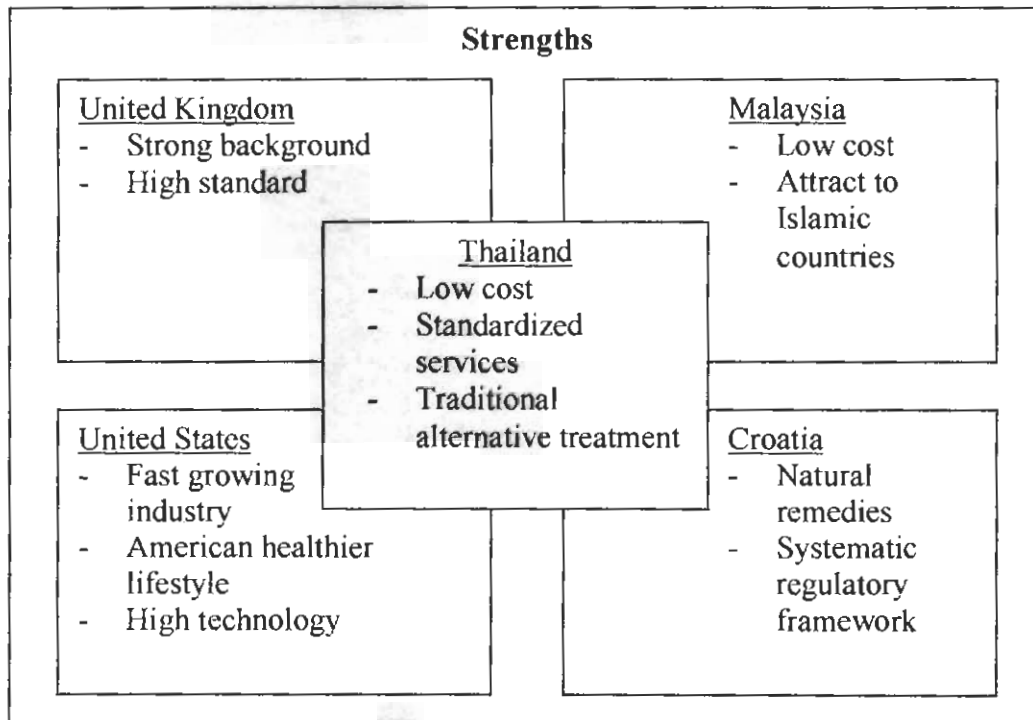 Strengths
United Kingdom
- Strong background
- High standard
Malaysia
- Low cost
- Attract to
Islamic
countries
Thailand
- Low cost
- Standardized
services
- Traditional
alternative treatment
United States
- Fast growing
industry
- American healthier
lifestyle
- High technology
Croatia
- Natural
remedies
- Systematic
regulatory
framework